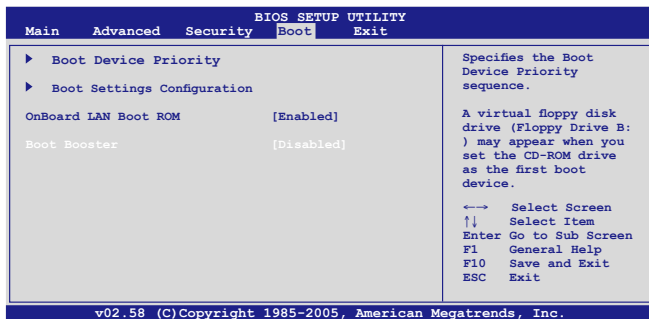 BIOS SETUP UTILITY
Main Advanced Security Boot Exit
Boot Device Priority
Boot Settings Configuration
OnBoard LAN Boot ROM [Enabled]
Boot Booster [Disabled]
Specifies the Boot
Device Priority
sequence.
A virtual floppy disk
drive (Floppy Drive B:
) may appear when you
set the CD-ROM drive
as the first boot
device.
←→ Select Screen
↑↓ Select Item
Enter Go to Sub Screen
F1 General Help
F10 Save and Exit
ESC Exit
v02.58 (C)Copyright 1985-2005, American Megatrends, Inc.